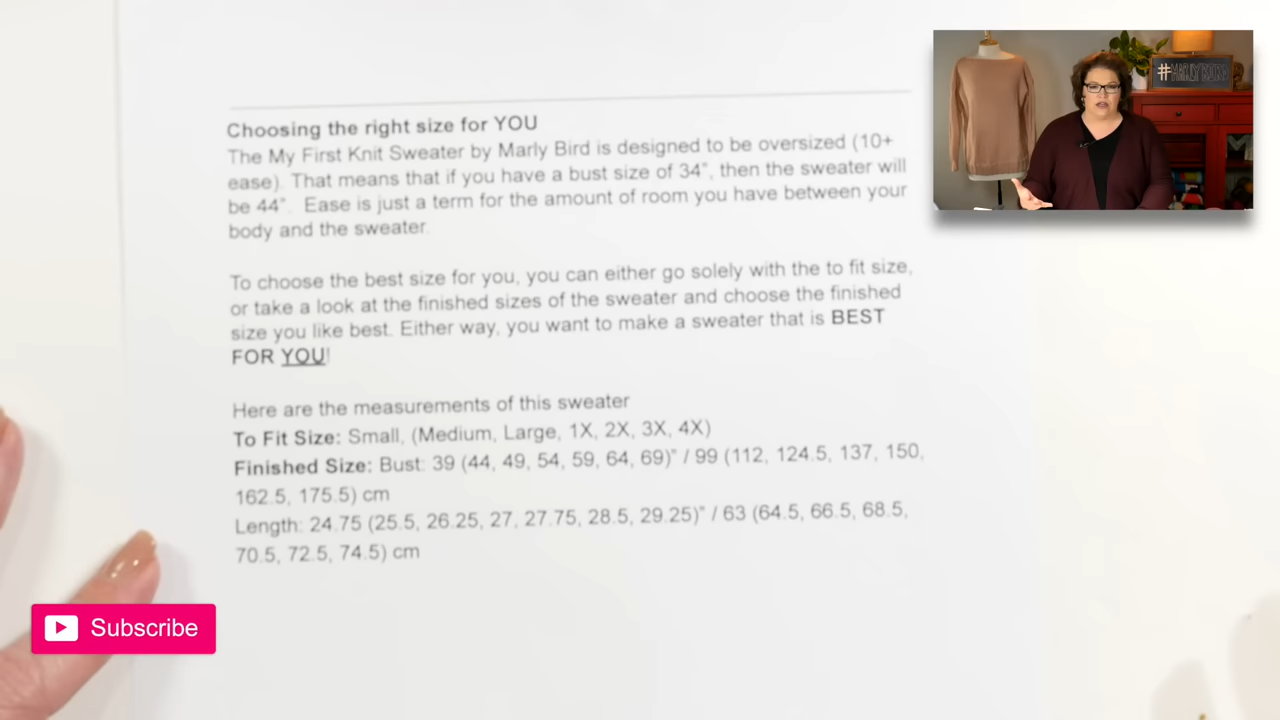 Choosing the right size for YOU
The My First Knit Sweater by Marly Bird is designed to be oversized (10+
ease). That means that if you have a bust size of 34", then the sweater will
be 44". Ease is just a term for the amount of room you have between your
body and the sweater.
To choose the best size for you, you can either go solely with the to fit size,
or take a look at the finished sizes of the sweater and choose the finished
size you like best. Either way, you want to make a sweater that is BEST
FOR YOU!
Here are the measurements of this sweater
To Fit Size: Small, (Medium, Large, 1X, 2X, 3X, 4X)
Finished Size: Bust: 39 (44, 49, 54, 59, 64, 69)" / 99 (112, 124.5, 137, 150,
162.5, 175.5) cm
Length: 24.75 (25.5, 26.25, 27, 27.75, 28.5, 29.25)" / 63 (64.5, 66.5, 68.5,
70.5, 72.5, 74.5) cm
#MARLYBIRD
Subscribe